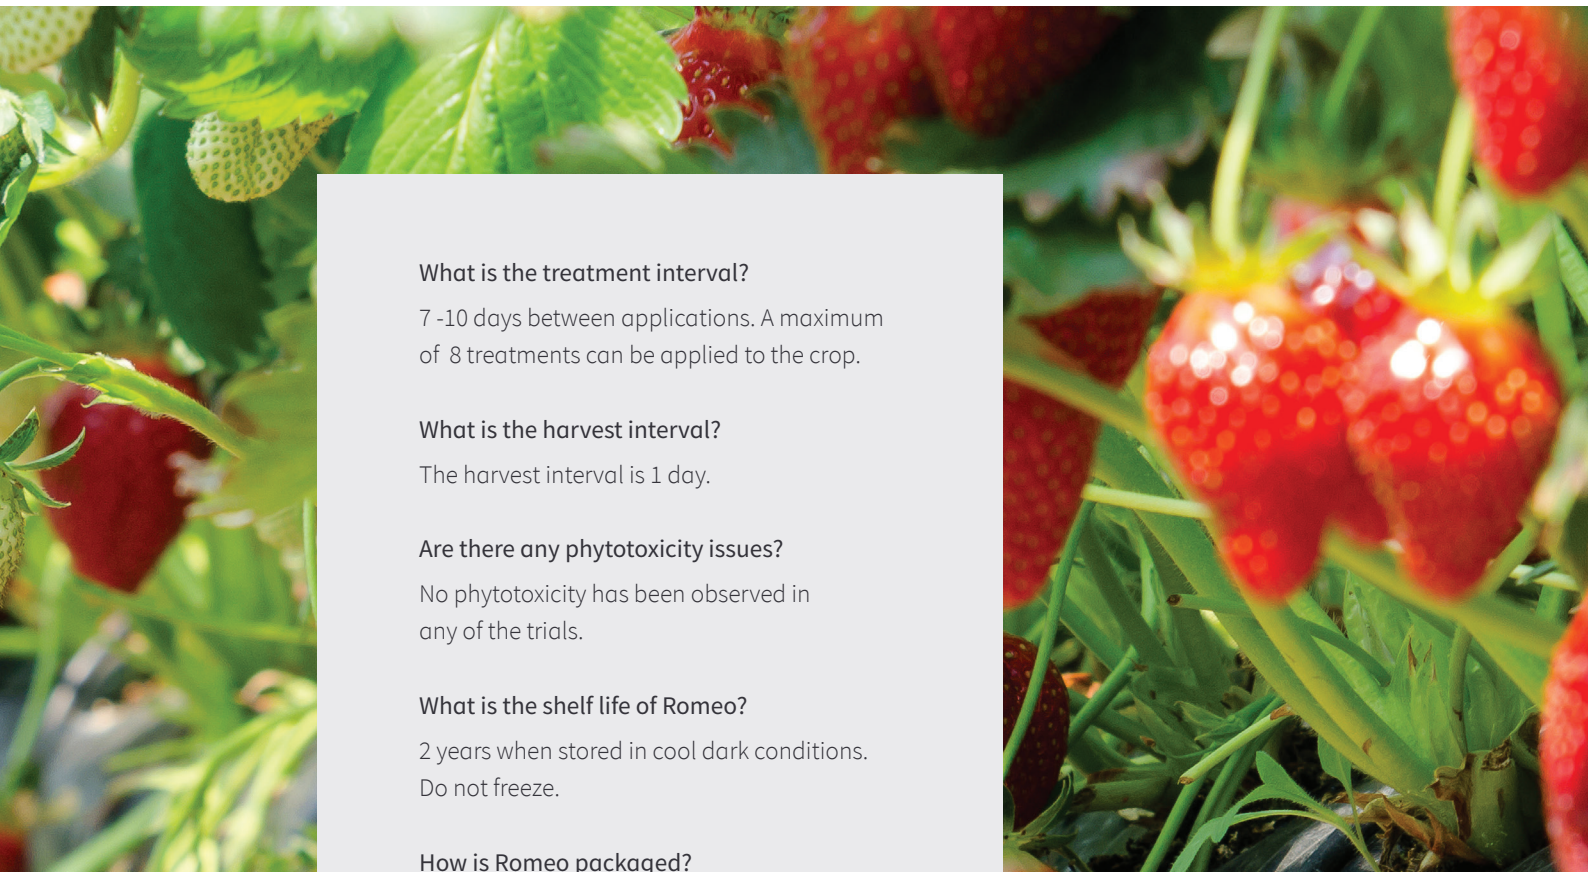 What is the treatment interval?
7 -10 days between applications. A maximum
of  8 treatments can be applied to the crop.
What is the harvest interval?
The harvest interval is 1 day.
Are there any phytotoxicity issues?
No phytotoxicity has been observed in
any of the trials.
What is the shelf life of Romeo?
2 years when stored in cool dark conditions.
Do not freeze.
How is Romeo packaged?